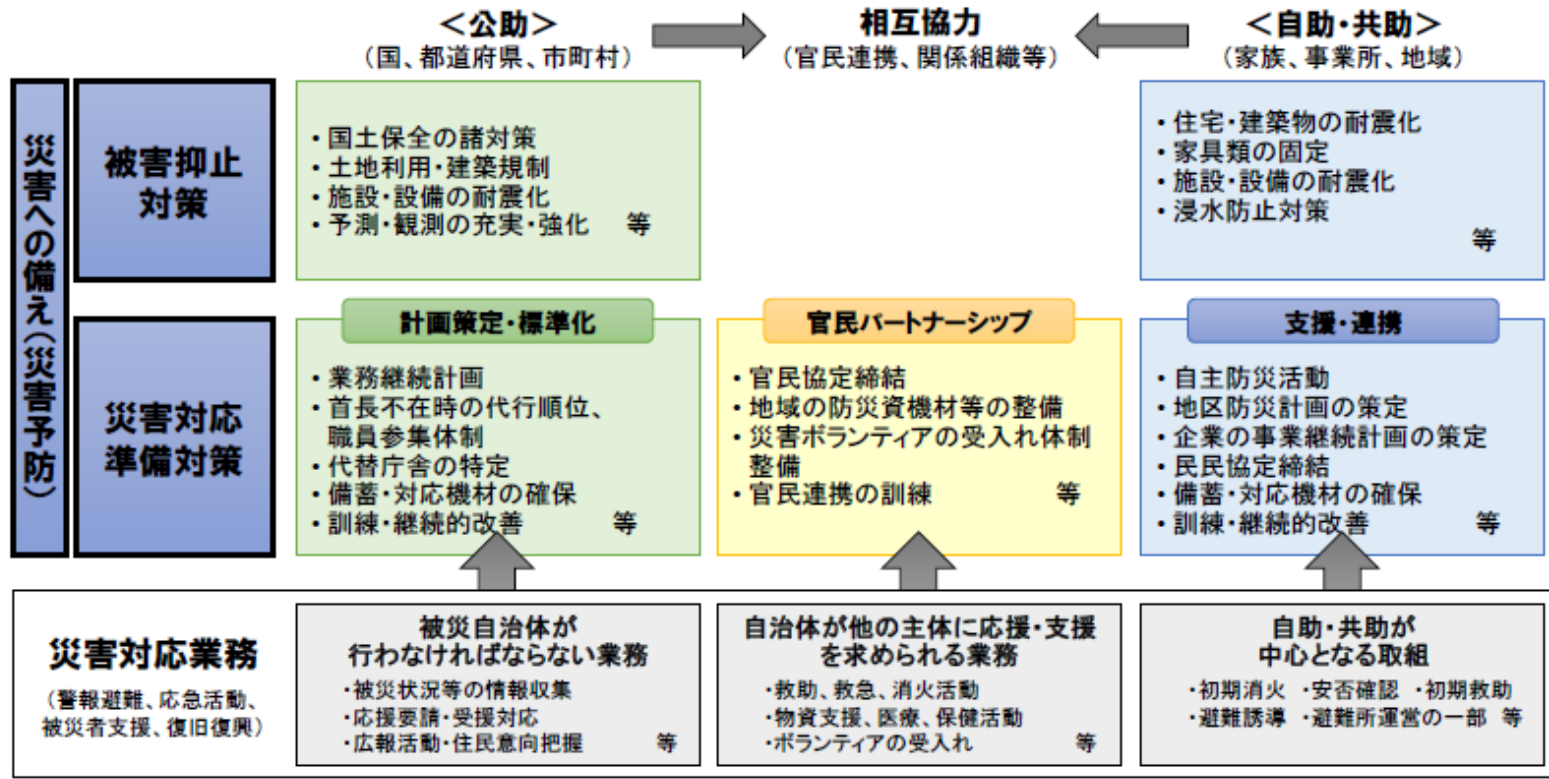 ＜公助＞
（国、都道府県、市町村）
相互協力
（官民連携、関係組織等）
＜自助・共助＞
（家族、事業所、地域）
災害への備え（災害予防）
被害抑止
対策
・国土保全の諸対策
・土地利用・建築規制
・施設・設備の耐震化
・予測・観測の充実・強化　等
・住宅・建築物の耐震化
・家具類の固定
・施設・設備の耐震化
・浸水防止対策
等
災害対応
準備対策
計画策定・標準化
・業務継続計画
・首長不在時の代行順位、
職員参集体制
・代替庁舎の特定
・備蓄・対応機材の確保
・訓練・継続的改善　等
官民パートナーシップ
・官民協定締結
・地域の防災資機材等の整備
・災害ボランティアの受入れ体制
整備
・官民連携の訓練　等
支援・連携
・自主防災活動
・地区防災計画の策定
・企業の事業継続計画の策定
・民民協定締結
・備蓄・対応機材の確保
・訓練・継続的改善　等
災害対応業務
（警報避難、応急活動、
被災者支援、復旧復興）
被災自治体が
行わなければならない業務
・被災状況等の情報収集
・応援要請・受援対応
・広報活動・住民意向把握　等
自治体が他の主体に応援・支援
を求められる業務
・救助、救急、消火活動
・物資支援、医療、保健活動
・ボランティアの受入れ　等
自助・共助が
中心となる取組
・初期消火　・安否確認　・初期救助
・避難誘導　・避難所運営の一部　等